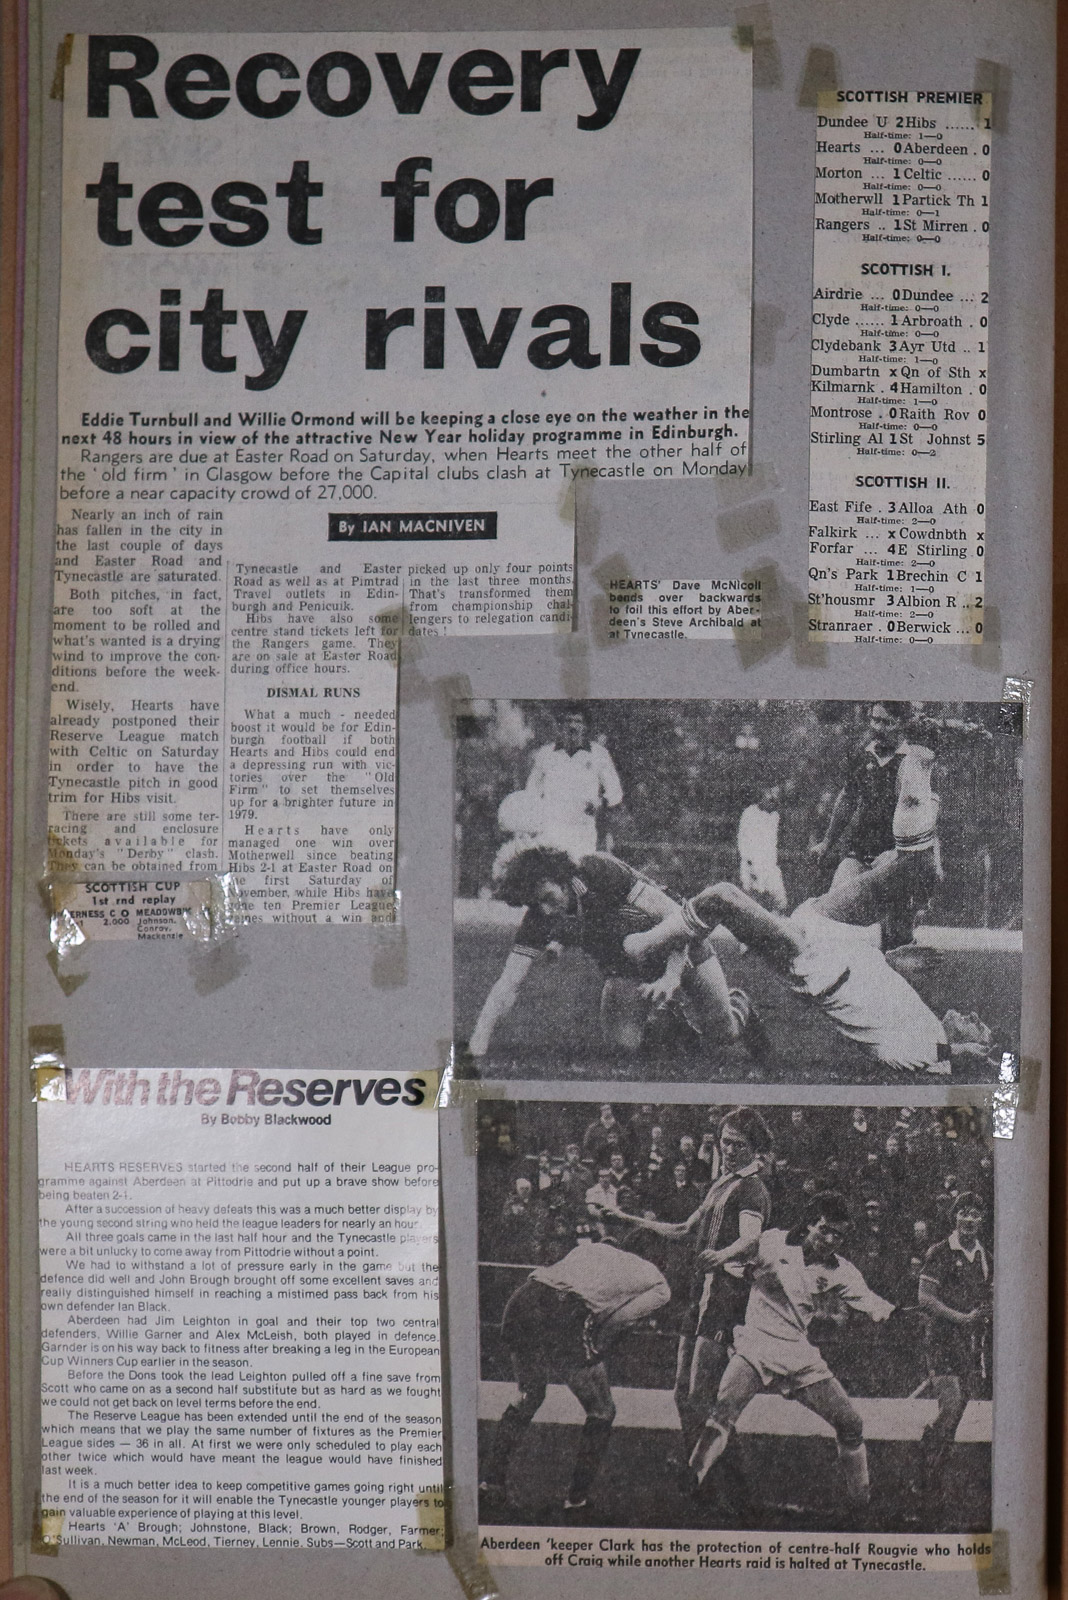 Recovery
test for
city rivals
Eddie Turnbull and Willie Ormond will be keeping a close eye on the weather in the
next 48 hours in view of the attractive New Year holiday programme in Edinburgh.
Rangers are due at Easter Road on Saturday, when Hearts meet the other half of
the 'old firm' in Glasgow before the Capital clubs clash at Tynecastle on Monday
before a near capacity crowd of 27,000.
By IAN MACNIVEN
Nearly an inch of rain
has fallen in the city in
the last couple of days
and Easter Road and
Tynecastle are saturated.
Both pitches, in fact,
are too soft at the
moment to be rolled and
what's wanted is a drying
wind to improve the con-
ditions before the week-
end.
Wisely, Hearts have
already postponed their
Reserve League match
with Celtic on Saturday
in order to have the
Tynecastle pitch in good
trim for Hibs visit.
There are still some ter-
racing and enclosure
tickets available for
Monday's "Derby" clash.
They can be obtained from
Tynecastle and Easter
Road as well as at Pimtrad
Travel outlets in Edin-
burgh and Penicuik.
Hibs have also some
centre stand tickets left for
the Rangers game. They
are on sale at Easter Road
during office hours.
DISMAL RUNS
What a much - needed
boost it would be for Edin-
burgh football if both
Hearts and Hibs could end
a depressing run with vic-
tories over the "Old
Firm" to set themselves
up for a brighter future in
1979.
Hearts have only
managed one win over
Motherwell since beating
Hibs 2-1 at Easter Road on
first Saturday of
November, while Hibs have
ten Premier League
without a win and
picked up only four points
in the last three months.
That's transformed them
from championship chal-
lengers to relegation candi-
dates !
SCOTTISH CUP
1st rnd replay
ERNESS C 0 MEADOWBK
2,000 Johnson,
Conroy,
Mackenzie
HEARTS' Dave McNicoll
bends over backwards
to foil this effort by Aber-
deen's Steve Archibald at
at Tynecastle.
SCOTTISH PREMIER
Dundee U 2 Hibs ...... 1
Half-time: 1—0
Hearts ... 0 Aberdeen . 0
Half-time: 0—0
Morton ... 1 Celtic ...... 0
Half-time: 0—0
Motherwll 1 Partick Th 1
Half-time: 0—1
Rangers .. 1 St Mirren . 0
Half-time: 0—0
SCOTTISH I.
Airdrie ... 0 Dundee ... 2
Half-time: 0—0
Clyde ...... 1 Arbroath . 0
Half-time: 0—0
Clydebank 3 Ayr Utd .. 1
Half-time: 1—0
Dumbartn x Qn of Sth x
Kilmarnk . 4 Hamilton . 0
Half-time: 1—0
Montrose . 0 Raith Rov 0
Half-time: 0—0
Stirling Al 1 St Johnst 5
Half-time: 0—2
SCOTTISH II.
East Fife . 3 Alloa Ath 0
Half-time: 2—0
Falkirk ... x Cowdnbth x
Forfar ... 4 E Stirling 0
Half-time: 2—0
Qn's Park 1 Brechin C 1
Half-time: 1—0
St'housmr 3 Albion R .. 2
Half-time: 2—0
Stranraer . 0 Berwick ... 0
Half-time: 0—0
With the Reserves
By Bobby Blackwood
HEARTS RESERVES started the second half of their League pro-
gramme against Aberdeen at Pittodrie and put up a brave show before
being beaten 2-1.
After a succession of heavy defeats this was a much better display by
the young second string who held the league leaders for nearly an hour.
All three goals came in the last half hour and the Tynecastle players
were a bit unlucky to come away from Pittodrie without a point.
We had to withstand a lot of pressure early in the game but the
defence did well and John Brough brought off some excellent saves and
really distinguished himself in reaching a mistimed pass back from his
own defender Ian Black.
Aberdeen had Jim Leighton in goal and their top two central
defenders, Willie Garner and Alex McLeish, both played in defence.
Garnder is on his way back to fitness after breaking a leg in the European
Cup Winners Cup earlier in the season.
Before the Dons took the lead Leighton pulled off a fine save from
Scott who came on as a second half substitute but as hard as we fought
we could not get back on level terms before the end.
The Reserve League has been extended until the end of the season
which means that we play the same number of fixtures as the Premier
League sides — 36 in all. At first we were only scheduled to play each
other twice which would have meant the league would have finished
last week.
It is a much better idea to keep competitive games going right until
the end of the season for it will enable the Tynecastle younger players to
gain valuable experience of playing at this level.
Hearts 'A' Brough; Johnstone, Black; Brown, Rodger, Farmer;
O'Sullivan, Newman, McLeod, Tierney, Lennie. Subs—Scott and Park.
Aberdeen 'keeper Clark has the protection of centre-half Rougvie who holds
off Craig while another Hearts raid is halted at Tynecastle.